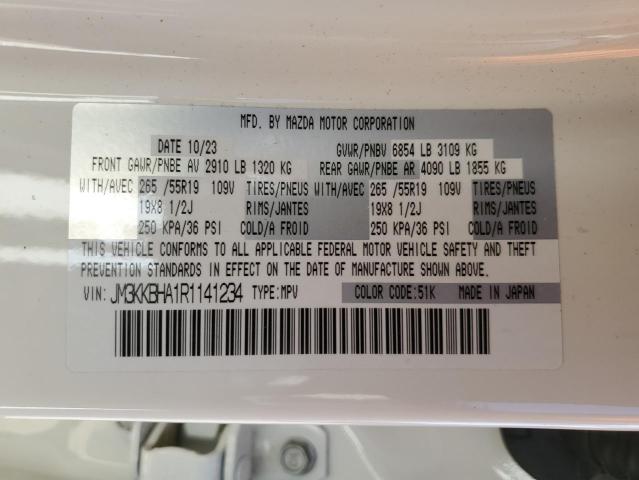 MFD. BY MAZDA MOTOR CORPORATION
DATE 10/23 GVWR/PNBV 6854 LB 3109 KG
FRONT GAWR/PNBE AV 2910 LB 1320 KG REAR GAWR/PNBE AR 4090 LB 1855 KG
WITH/AVEC 265 /55R19 109V TIRES/PNEUS WITH/AVEC 265 /55R19 109V TIRES/PNEUS
19X8 1/2J RIMS/JANTES 19X8 1/2J RIMS/JANTES
250 KPA/36 PSI COLD/A FROID 250 KPA/36 PSI COLD/A FROID
THIS VEHICLE CONFORMS TO ALL APPLICABLE FEDERAL MOTOR VEHICLE SAFETY AND THEFT
PREVENTION STANDARDS IN EFFECT ON THE DATE OF MANUFACTURE SHOWN ABOVE.
VIN: JM3KKBHA1R1141234 TYPE:MPV COLOR CODE:51K MADE IN JAPAN